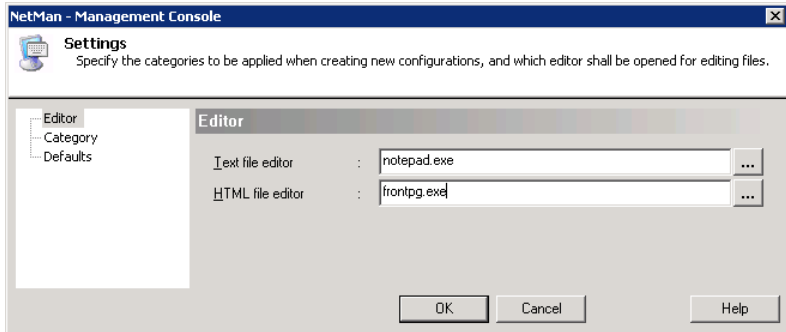 NetMan - Management Console
Settings
Specify the categories to be applied when creating new configurations, and which editor shall be opened for editing files.
Editor
Category
Defaults
Editor
Text file editor : notepad.exe ...
HTML file editor : frontpg.exe ...
OK Cancel Help